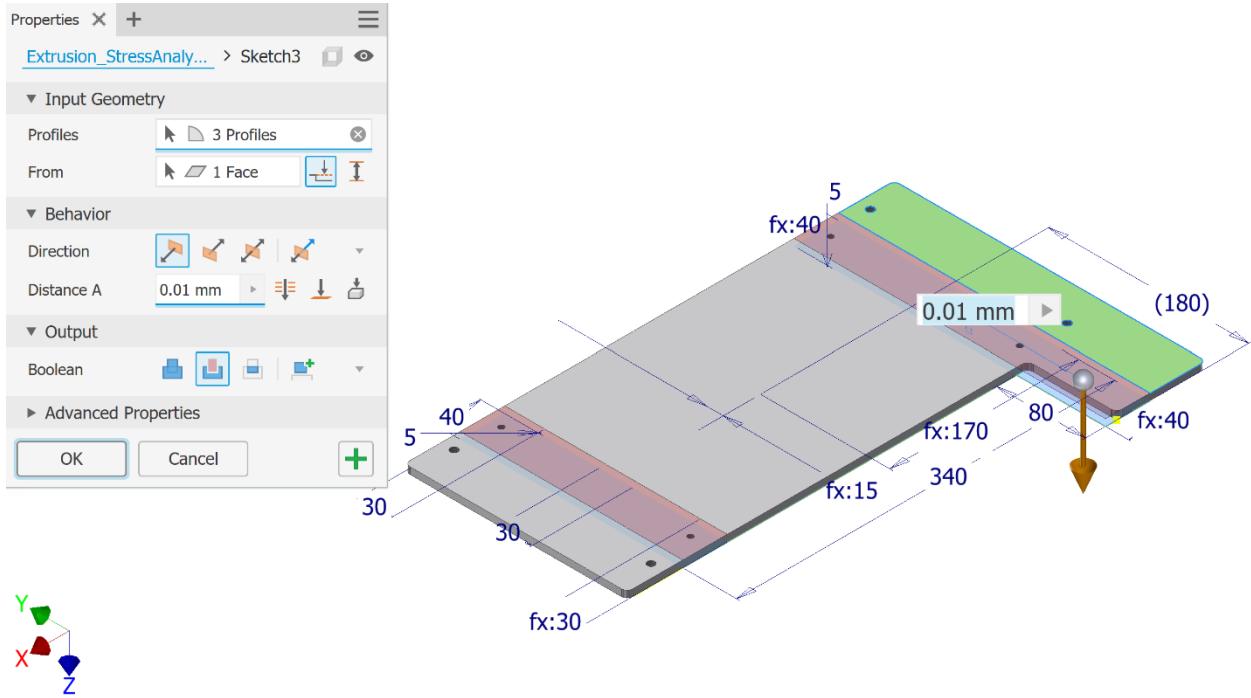 Properties
Extrusion_StressAnaly... > Sketch3
Input Geometry
Profiles 3 Profiles
From 1 Face
Behavior
Direction
Distance A 0.01 mm
Output
Boolean
Advanced Properties
OK Cancel
5
fx:40
(180)
0.01 mm
40
80
fx:40
5
fx:170
340
fx:15
30
30
fx:30
Y
X
Z